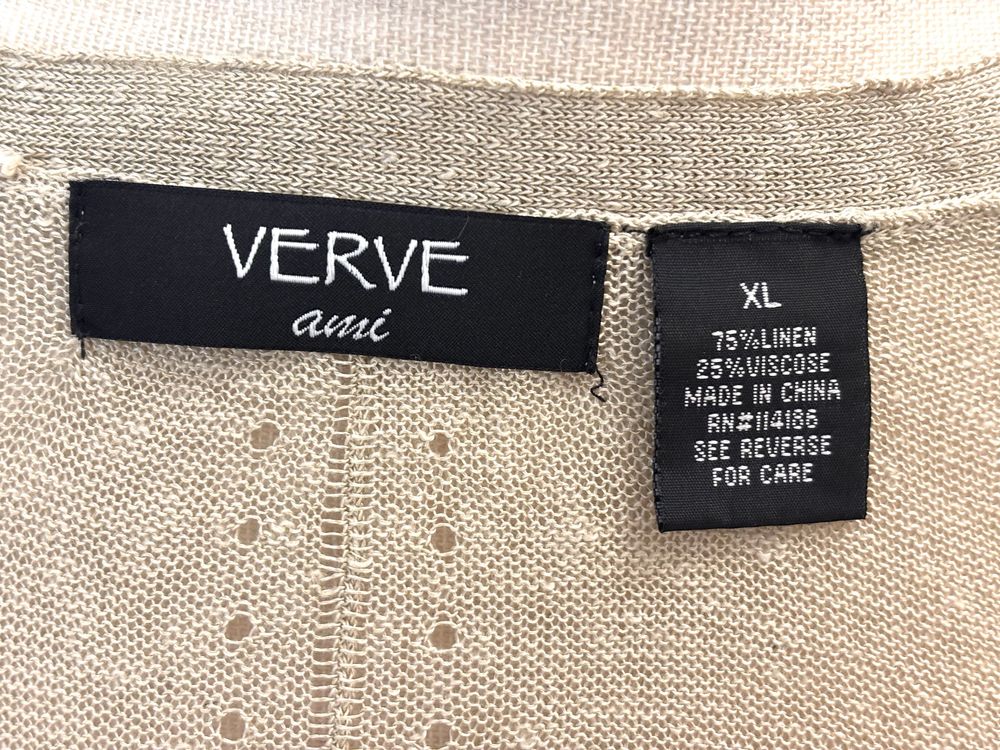 VERVE
ami
XL
75%LINEN
25%VISCOSE
MADE IN CHINA
RN#114186
SEE REVERSE
FOR CARE